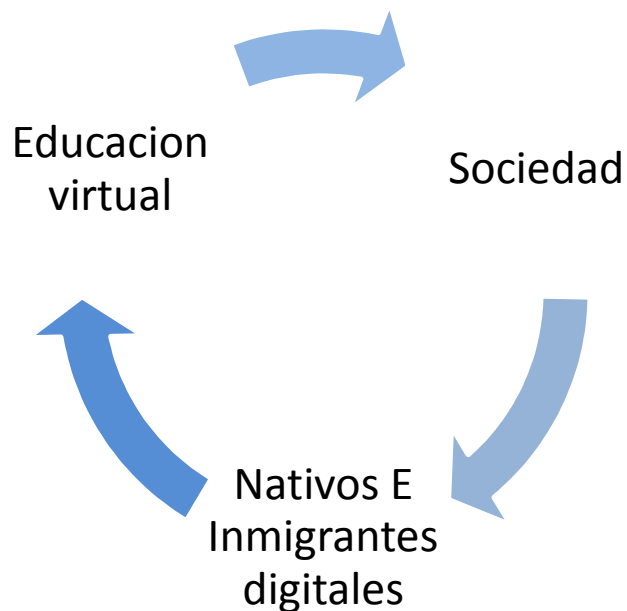 Educacion
virtual
Sociedad
Nativos E
Inmigrantes
digitales